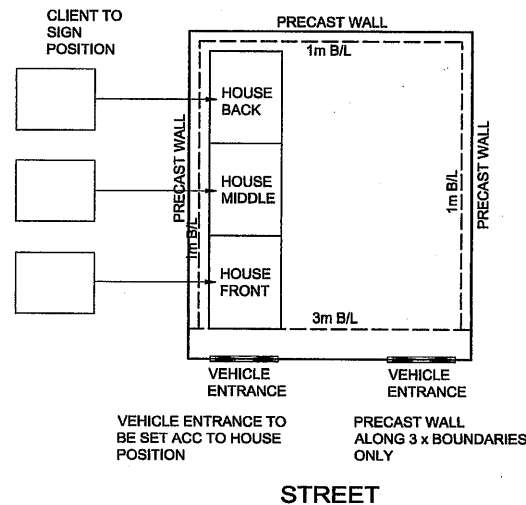 CLIENT TO
SIGN
POSITION
PRECAST WALL
1m B/L
HOUSE
BACK
HOUSE
MIDDLE
HOUSE
FRONT
PRECAST WALL
1m B/L
1m B/L
PRECAST WALL
3m B/L
VEHICLE
ENTRANCE
VEHICLE
ENTRANCE
VEHICLE ENTRANCE TO
BE SET ACC TO HOUSE
POSITION
PRECAST WALL
ALONG 3 x BOUNDARIES
ONLY
STREET